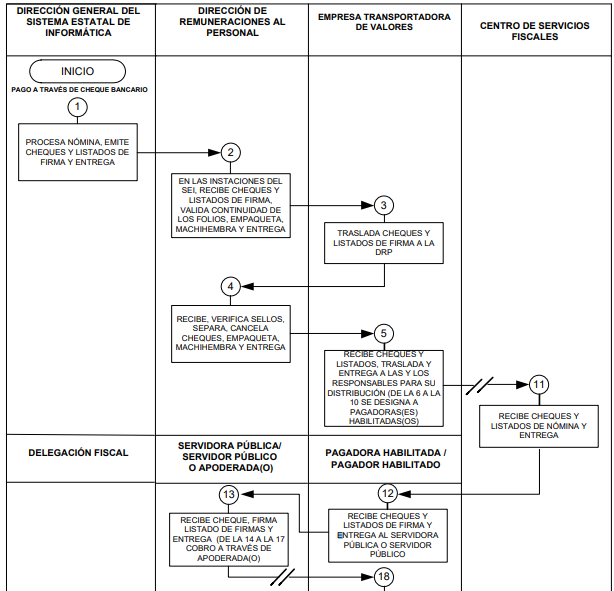 DIRECCIÓN GENERAL DEL
SISTEMA ESTATAL DE
INFORMÁTICA
DIRECCIÓN DE
REMUNERACIONES AL
PERSONAL
EMPRESA TRANSPORTADORA
DE VALORES
CENTRO DE SERVICIOS
FISCALES
INICIO
PAGO A TRAVÉS DE CHEQUE BANCARIO
1
PROCESA NÓMINA, EMITE
CHEQUES Y LISTADOS DE
FIRMA Y ENTREGA
2
EN LAS INSTACIONES DEL
SEI, RECIBE CHEQUES Y
LISTADOS DE FIRMA,
VALIDA CONTINUIDAD DE
LOS FOLIOS, EMPAQUETA,
MACHIHEMBRA Y ENTREGA
3
TRASLADA CHEQUES Y
LISTADOS DE FIRMA A LA
DRP
4
RECIBE, VERIFICA SELLOS,
SEPARA, CANCELA
CHEQUES, EMPAQUETA,
MACHIHEMBRA Y ENTREGA
5
RECIBE CHEQUES Y
LISTADOS, TRASLADA Y
ENTREGA A LAS Y LOS
RESPONSABLES PARA SU
DISTRIBUCIÓN (DE LA 6 A LA
10 SE DESIGNA A
PAGADORAS(ES)
HABILITADAS(OS)
11
RECIBE CHEQUES Y
LISTADOS DE NÓMINA Y
ENTREGA
DELEGACIÓN FISCAL
SERVIDORA PÚBLICA/
SERVIDOR PÚBLICO
O APODERADA(O)
PAGADORA HABILITADA /
PAGADOR HABILITADO
12
RECIBE CHEQUES Y
LISTADOS DE FIRMA Y
ENTREGA AL SERVIDORA
PÚBLICA O SERVIDOR
PÚBLICO
13
RECIBE CHEQUE, FIRMA
LISTADO DE FIRMAS Y
ENTREGA (DE LA 14 A LA 17
COBRO A TRAVÉS DE
APODERADA(O)
18